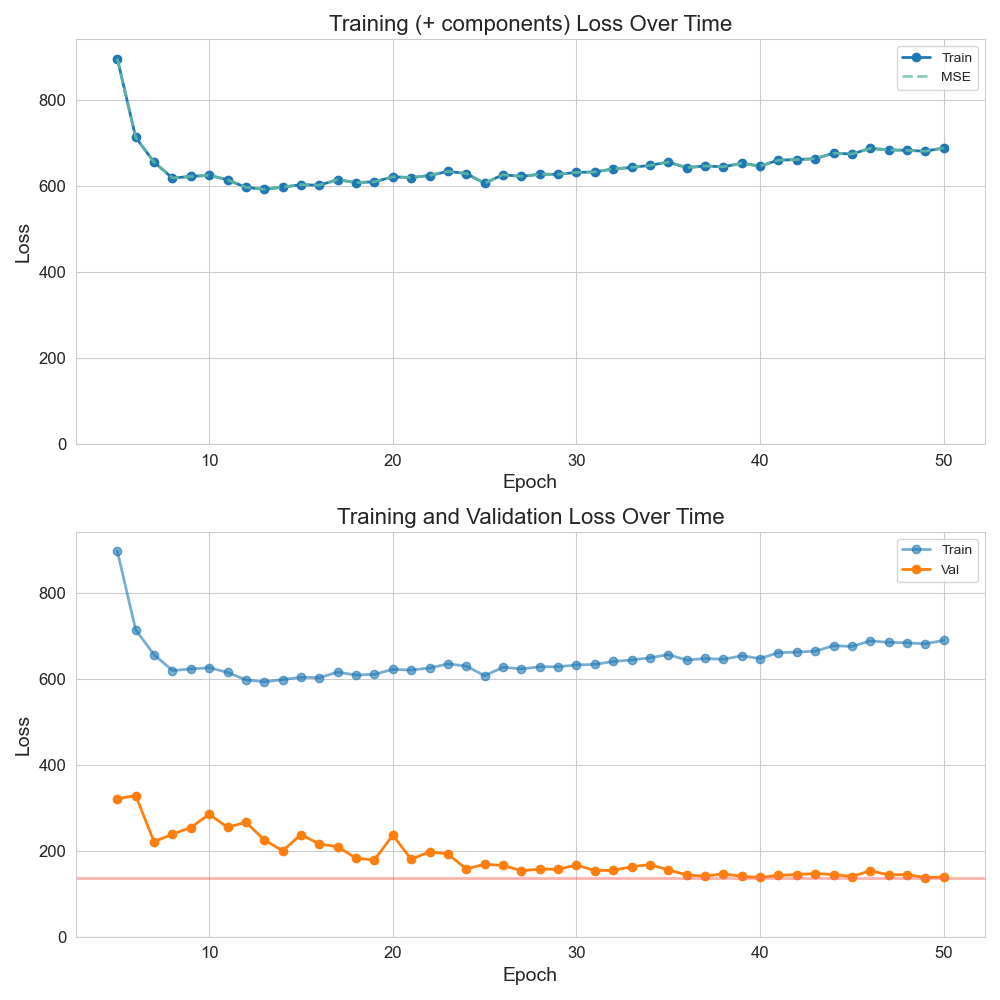 Training (+ components) Loss Over Time
Train
MSE
800
600
400
200
0
Loss
10 20 30 40 50
Epoch
Training and Validation Loss Over Time
Train
Val
800
600
400
200
0
Loss
10 20 30 40 50
Epoch